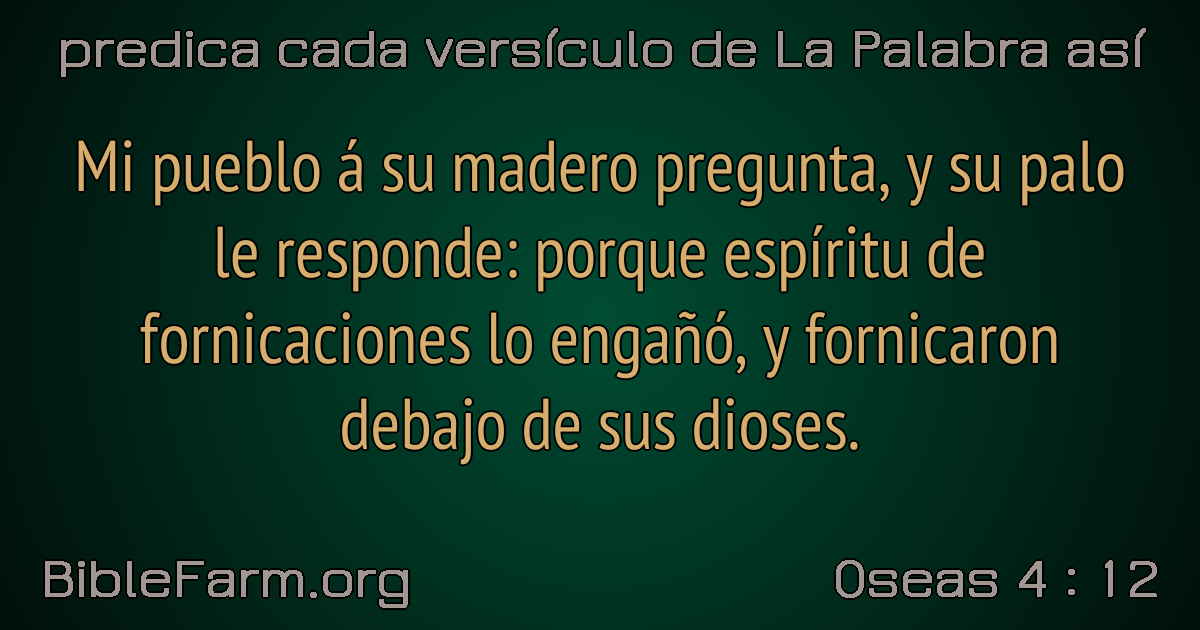 predica cada versículo de La Palabra así
Mi pueblo á su madero pregunta, y su palo
le responde: porque espíritu de
fornicaciones lo engañó, y fornicaron
debajo de sus dioses.
BibleFarm.org
Oseas 4 : 12